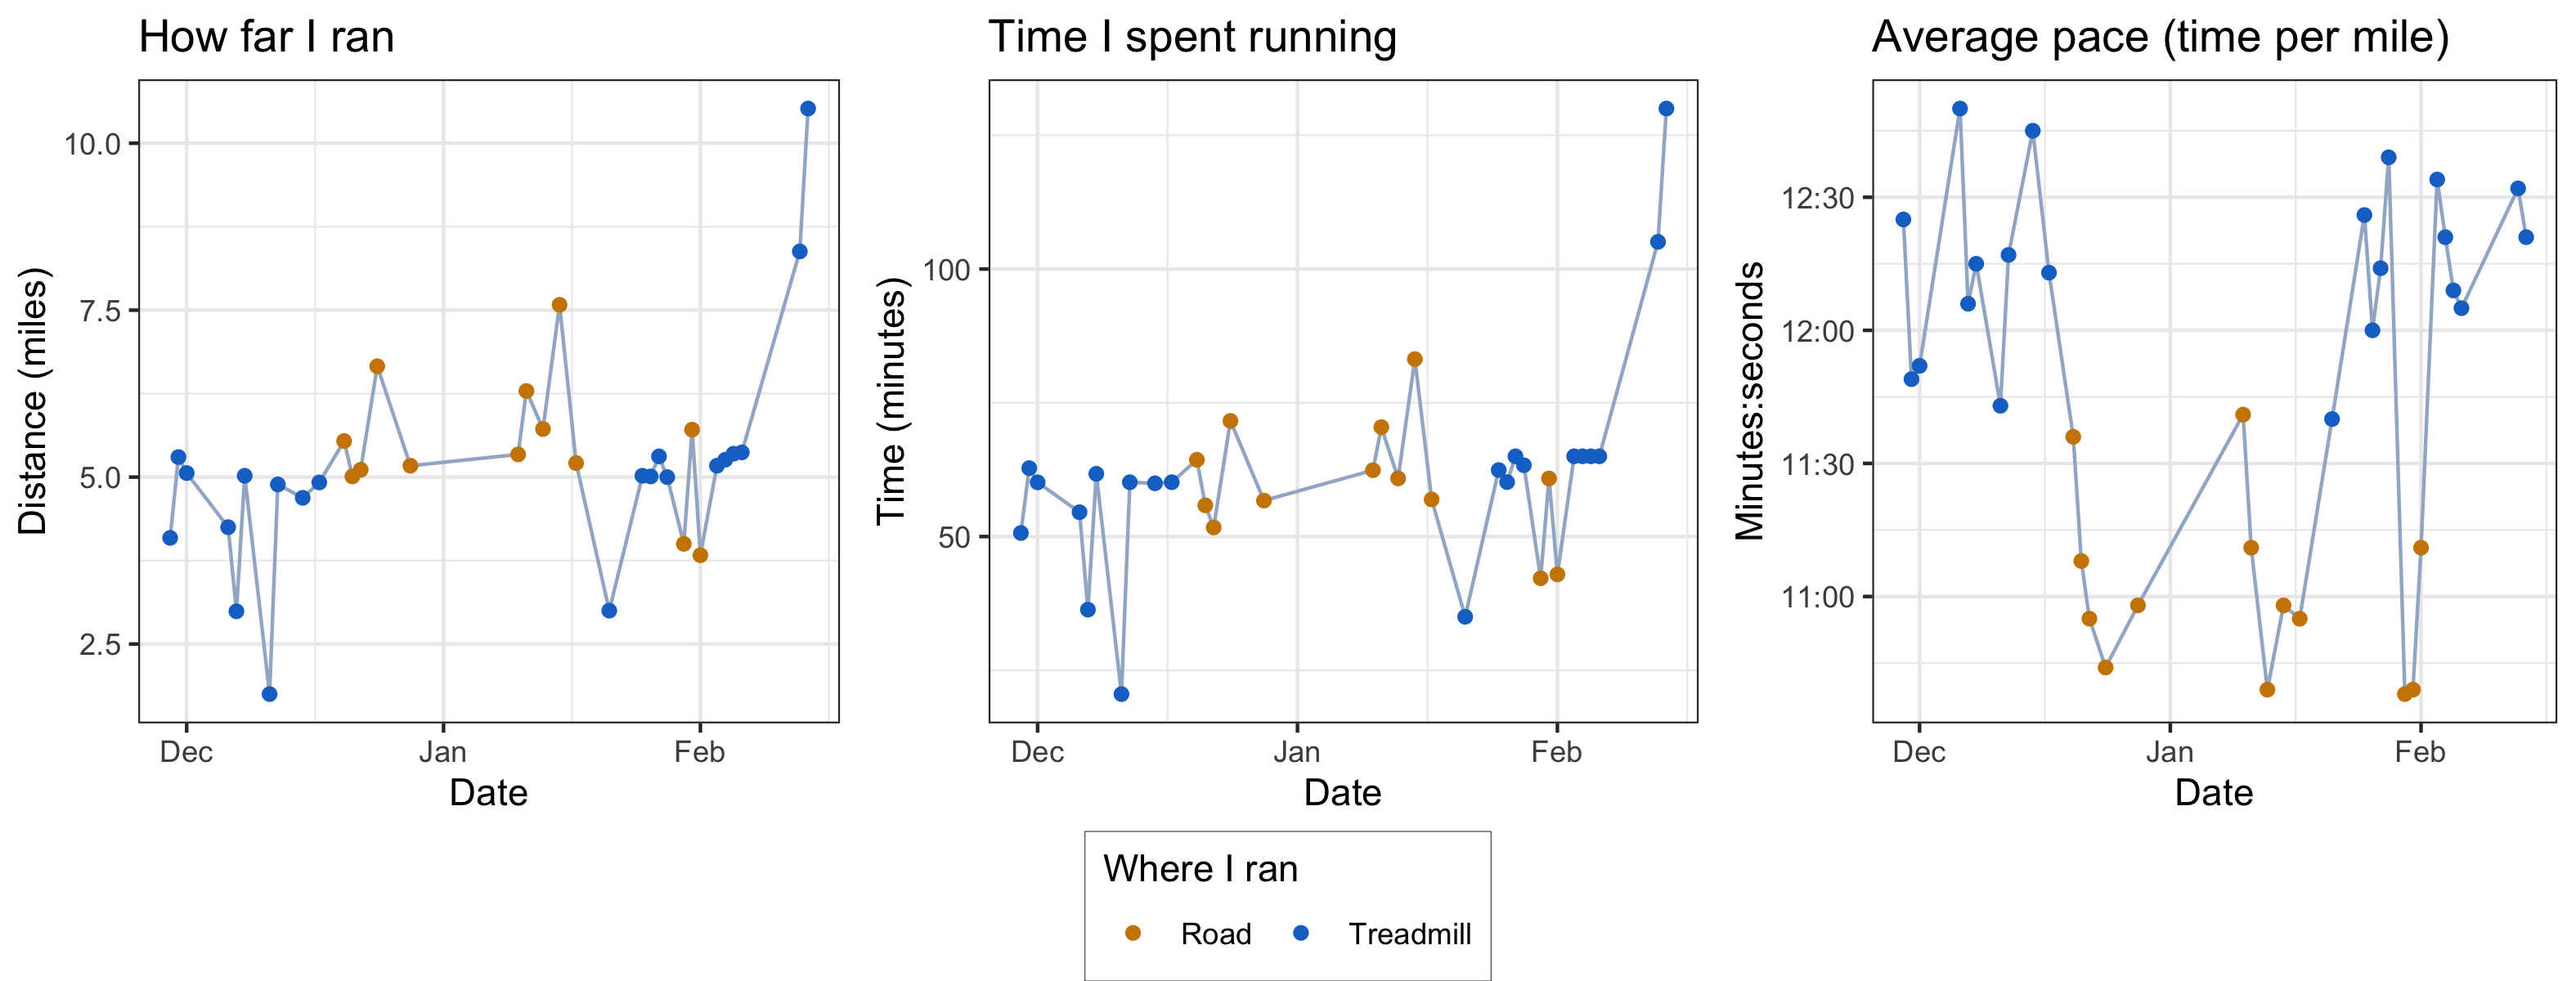 How far I ran
Distance (miles)
10.0
7.5
5.0
2.5
Dec Jan Feb
Date
Time I spent running
Time (minutes)
100
50
Dec Jan Feb
Date
Average pace (time per mile)
Minutes:seconds
12:30
12:00
11:30
11:00
Dec Jan Feb
Date
Where I ran
Road Treadmill